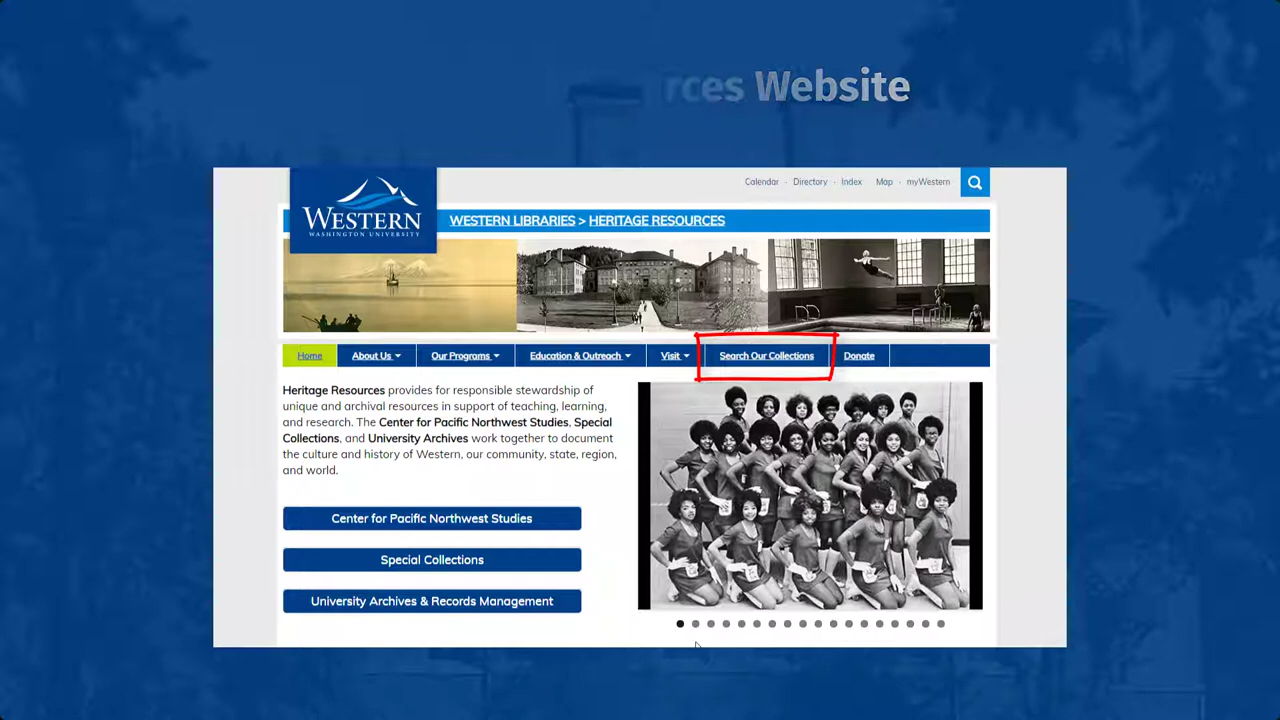 rces Website
Calendar · Directory · Index Map · myWestern
WESTERN
WASHINGTON UNIVERSITY
WESTERN LIBRARIES > HERITAGE RESOURCES
Home About Us Our Programs Education & Outreach Visit Search Our Collections Donate
Heritage Resources provides for responsible stewardship of
unique and archival resources in support of teaching, learning,
and research. The Center for Pacific Northwest Studies, Special
Collections, and University Archives work together to document
the culture and history of Western, our community, state, region,
and world.
Center for Pacific Northwest Studies
Special Collections
University Archives & Records Management